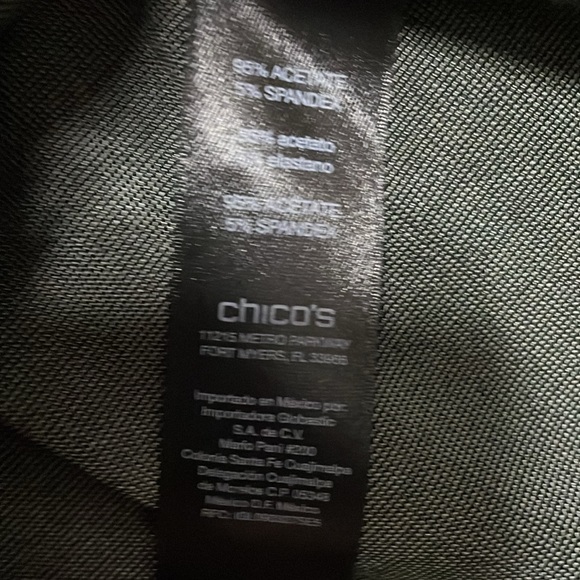 95% ACETATE
5% SPANDEX
95% acetato
5% elastano
95% ACETATE
5% SPANDEX
chico's
11215 METRO PARKWAY
FORT MYERS, FL 33966
Importado en México por:
Importadora
S.A. de C.V.
Mario Pani #200
Colonia Santa Fe Cuajimalpa
Delegación Cuajimalpa
de Morelos C.P. 05348
México, D.F. México
RFC: